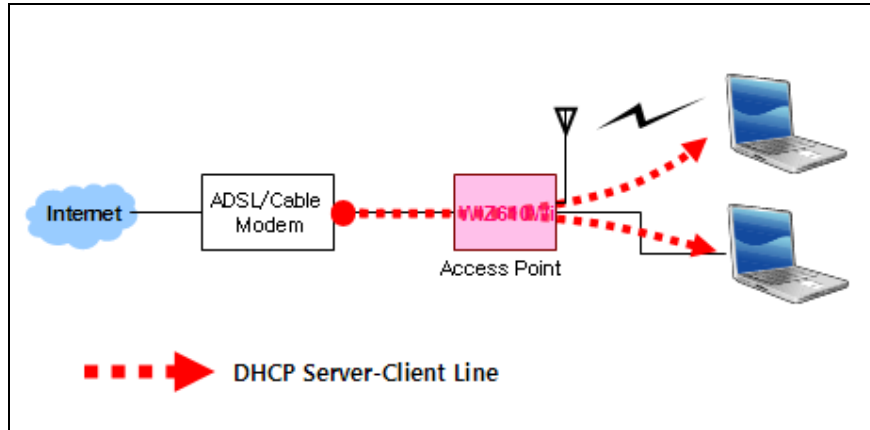 Internet
ADSL/Cable
Modem
Access Point
DHCP Server-Client Line